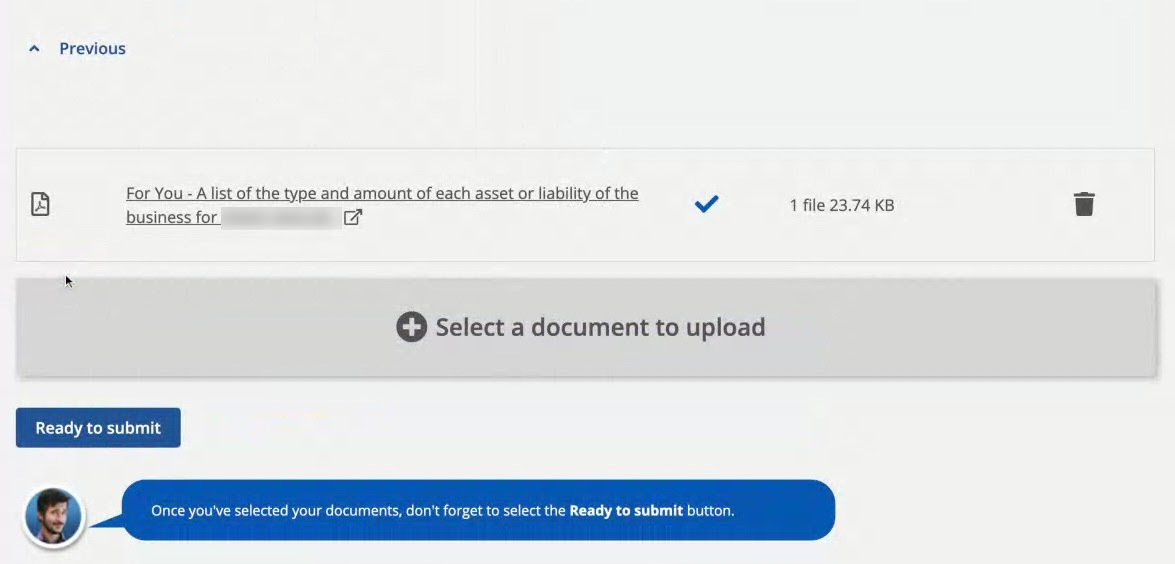 Previous
For You - A list of the type and amount of each asset or liability of the
business for
1 file 23.74 KB
Select a document to upload
Ready to submit
Once you've selected your documents, don't forget to select the Ready to submit button.